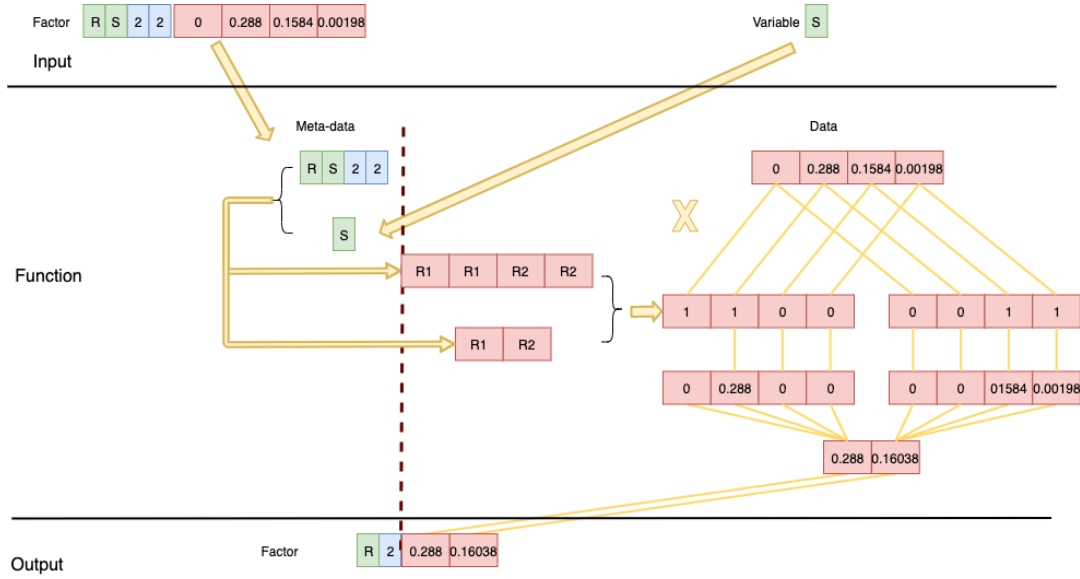 Factor R S 2 2 0 0.288 0.1584 0.00198 Variable S
Input
Meta-data Data
R S 2 2 0 0.288 0.1584 0.00198
X
S
Function
R1 R1 R2 R2
1 1 0 0 0 0 1 1
R1 R2
0 0.288 0 0 0 0 01584 0.00198
0.288 0.16038
Output
Factor R 2 0.288 0.16038